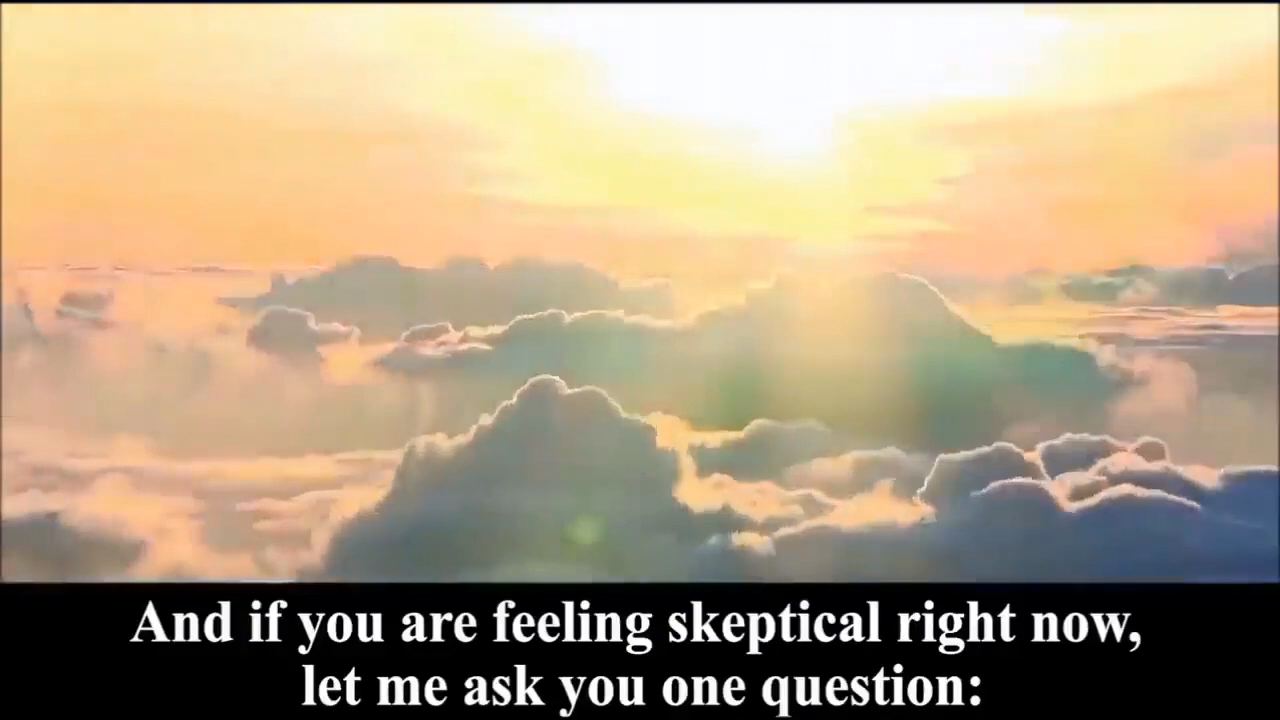 And if you are feeling skeptical right now,
let me ask you one question: